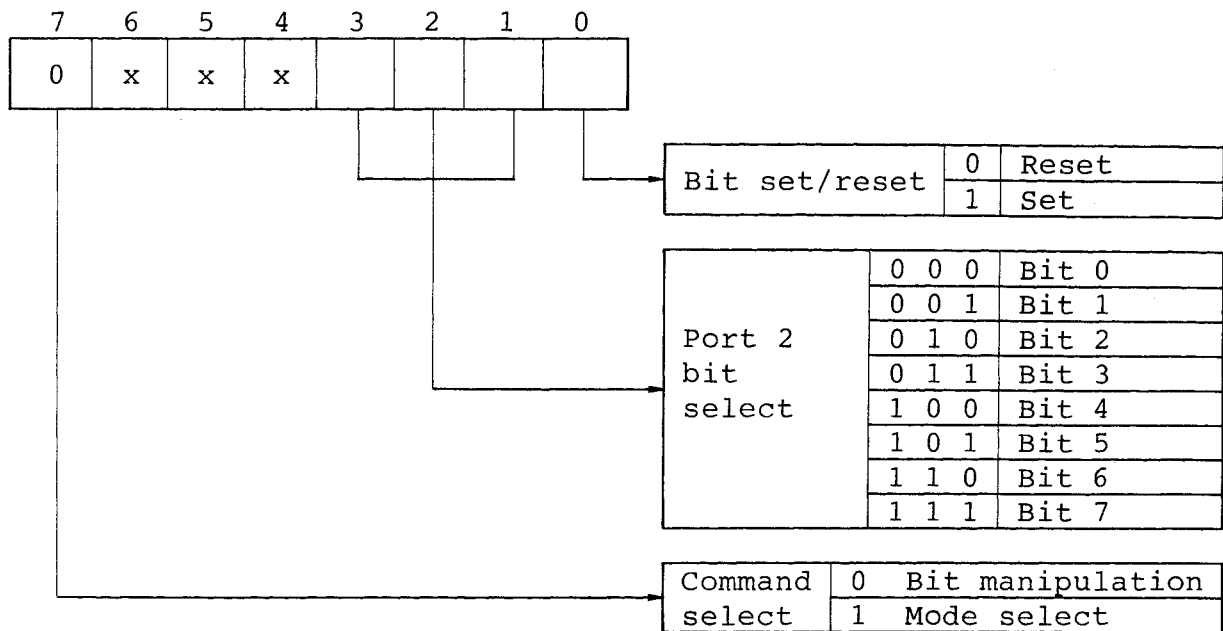 7 6 5 4 3 2 1 0
0 x x x
Bit set/reset
0 Reset
1 Set
Port 2
bit
select
0 0 0 Bit 0
0 0 1 Bit 1
0 1 0 Bit 2
0 1 1 Bit 3
1 0 0 Bit 4
1 0 1 Bit 5
1 1 0 Bit 6
1 1 1 Bit 7
Command
select
0 Bit manipulation
1 Mode select